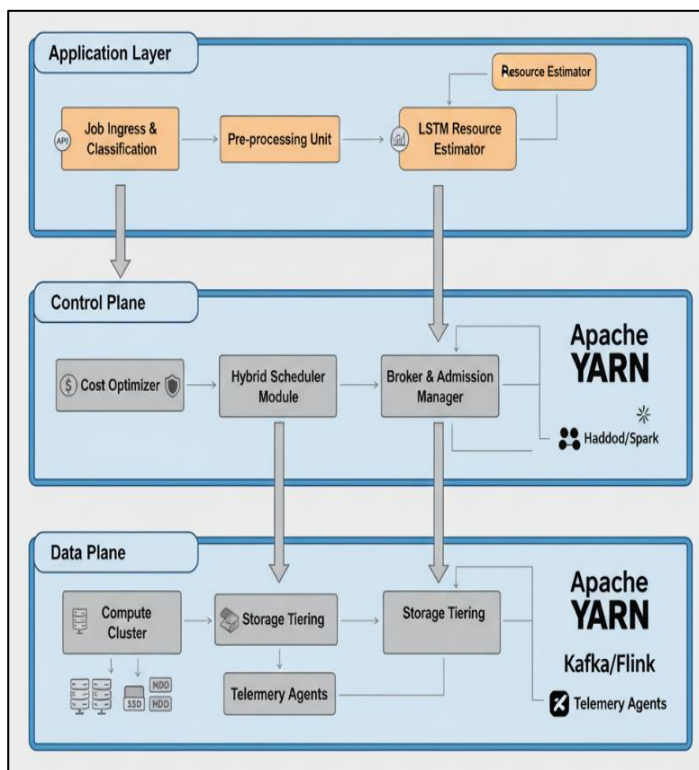 Application Layer
Resource Estimator
API
Job Ingress &
Classification
Pre-processing Unit
LSTM Resource
Estimator
Control Plane
Apache
YARN
$
Cost Optimizer
Hybrid Scheduler
Module
Broker & Admission
Manager
Haddod/Spark
Data Plane
Apache
YARN
Compute
Cluster
Storage Tiering
Storage Tiering
Kafka/Flink
SSD
HDD
HDD
Telemery Agents
Telemery Agents